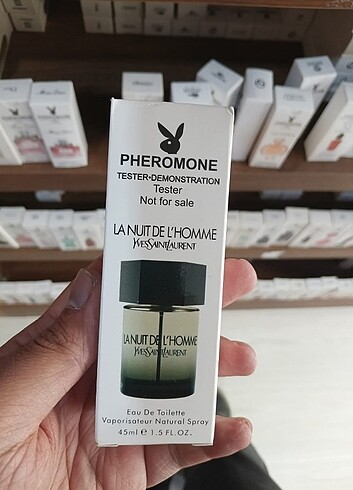 PHEROMONE
TESTER-DEMONSTRATION
Tester
Not for sale
LA NUIT DE L'HOMME
YVESSAINTLAURENT
LA NUIT DE L'HOMME
YVESSAINTLAURENT
Eau De Toilette
Vaporisateur Natural Spray
45ml e 1.5 FL.OZ.